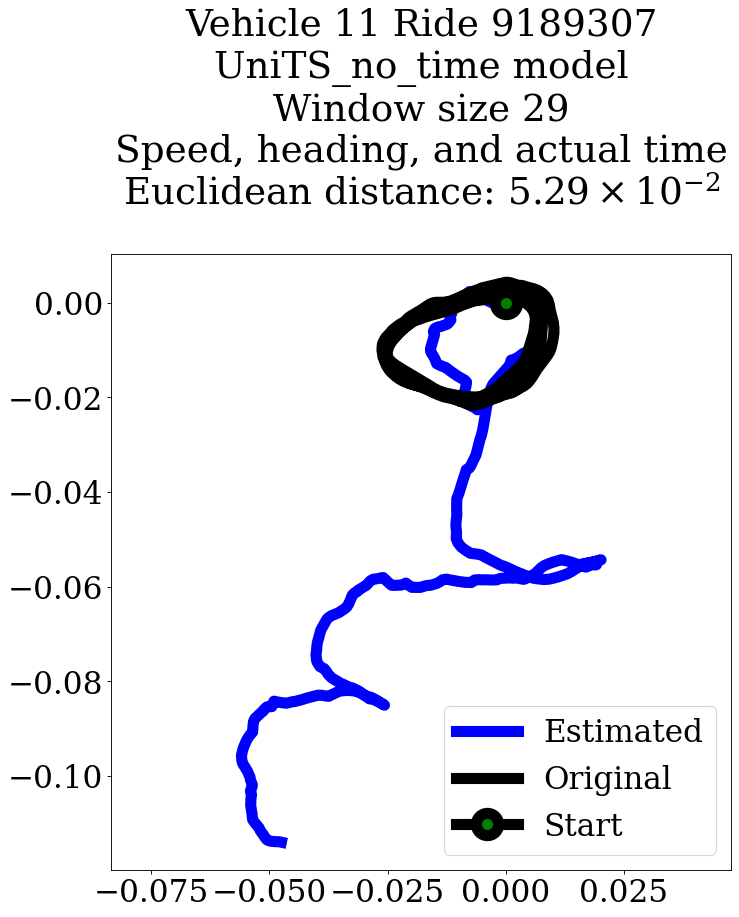 Vehicle 11 Ride 9189307
UniTS_no_time model
Window size 29
Speed, heading, and actual time
Euclidean distance: 5.29 × 10⁻²
0.00
−0.02
−0.04
−0.06
−0.08
−0.10
Estimated
Original
Start
−0.075 −0.050 −0.025 0.000 0.025